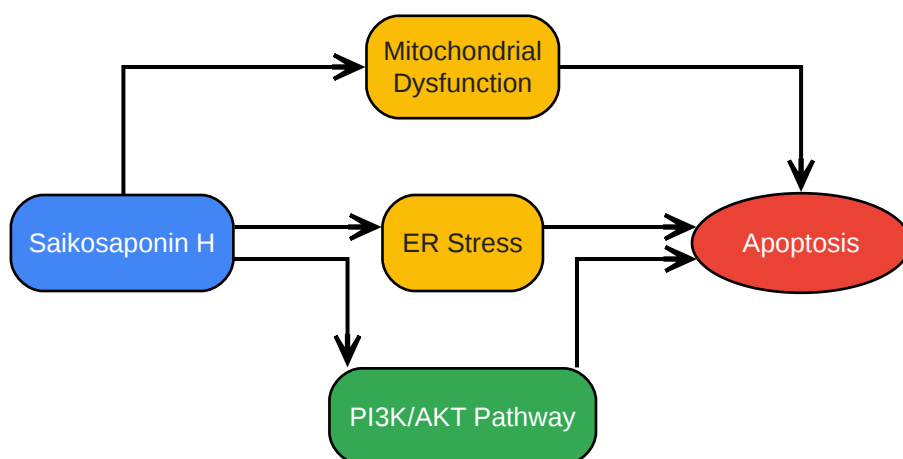 Mitochondrial
Dysfunction
Saikosaponin H
ER Stress
Apoptosis
PI3K/AKT Pathway